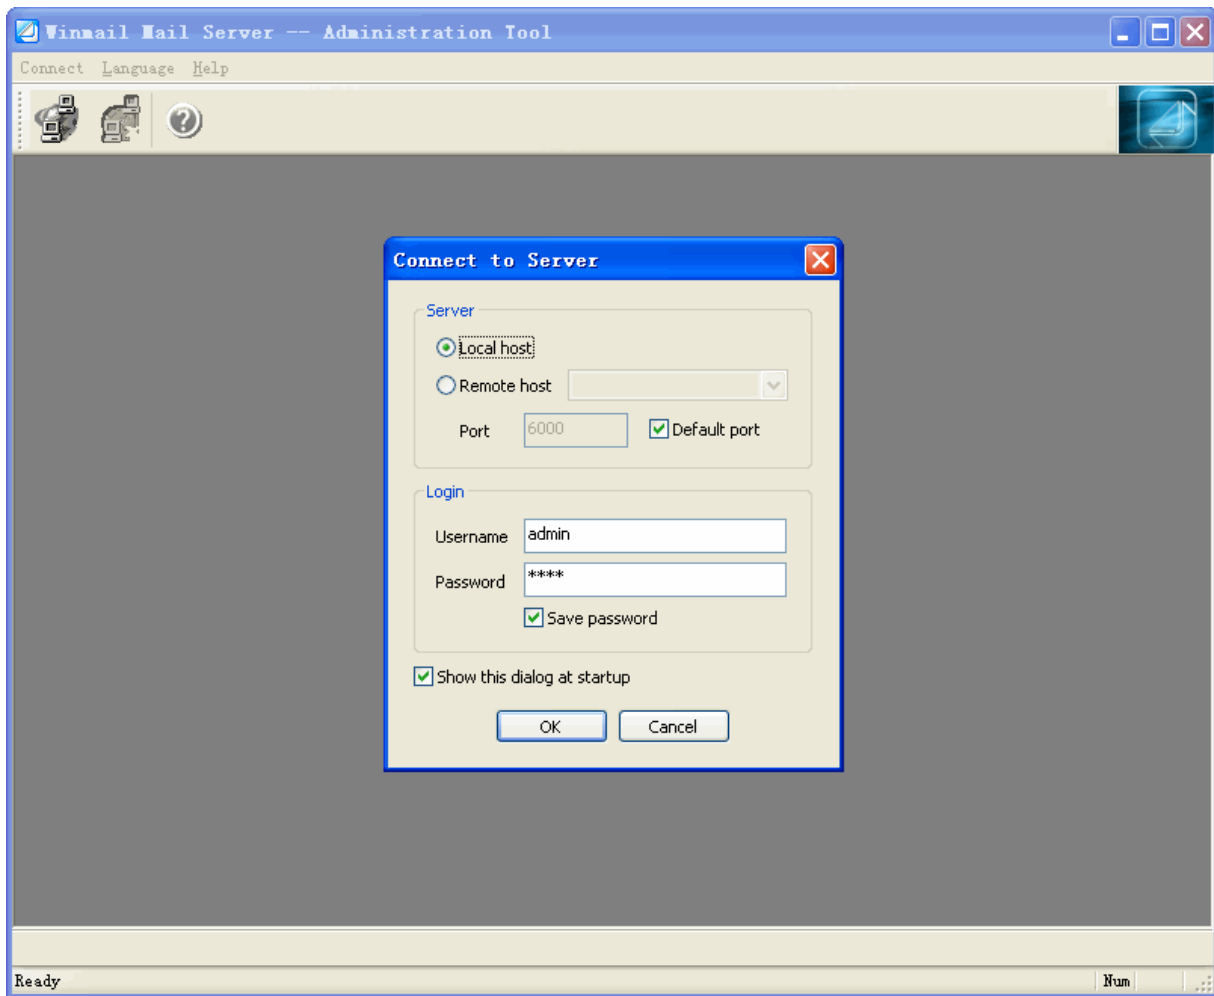 Winmail Mail Server -- Administration Tool
Connect Language Help
Connect to Server
Server
Local host
Remote host
Port 6000 Default port
Login
Username admin
Password ****
Save password
Show this dialog at startup
OK Cancel
Ready Num